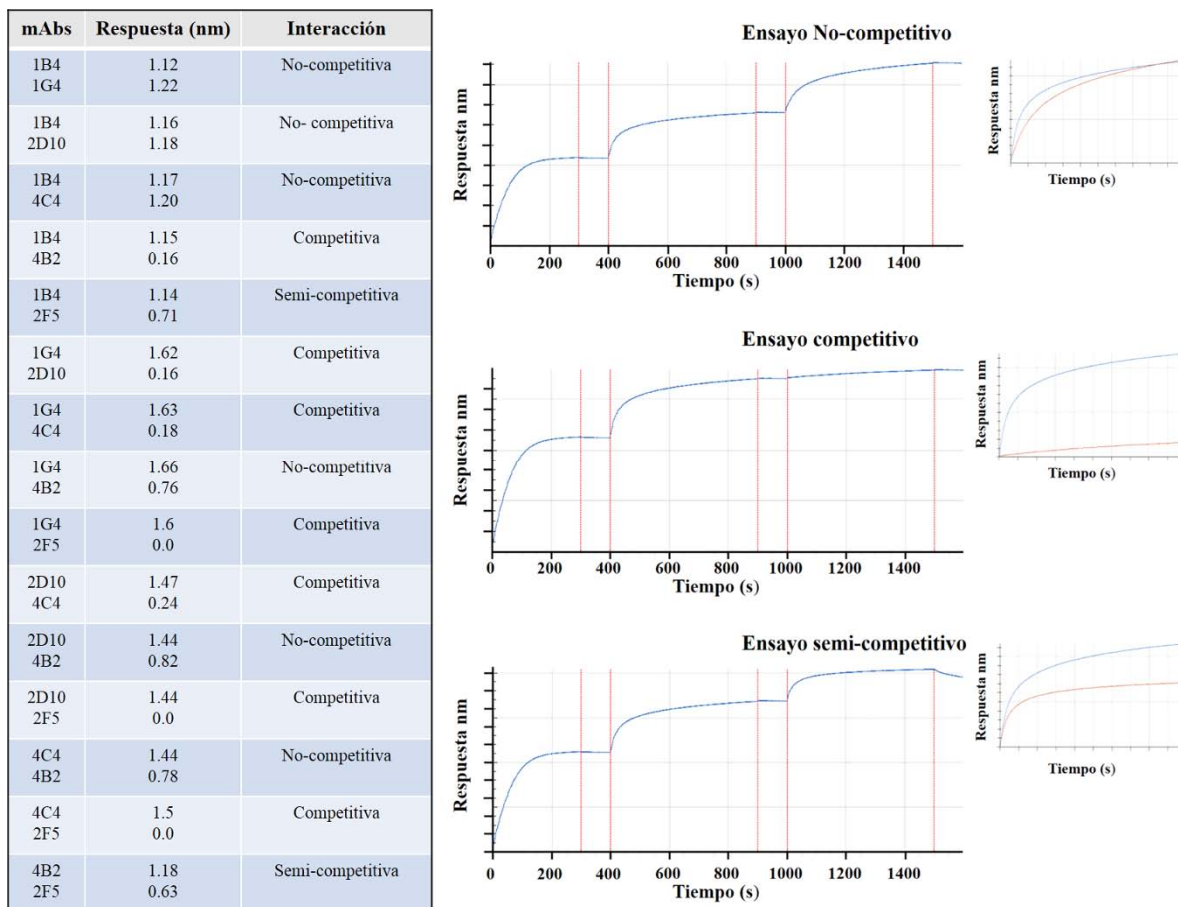 mAbs Respuesta (nm) Interacción
1B4 1.12 No-competitiva
1G4 1.22
1B4 1.16 No- competitiva
2D10 1.18
1B4 1.17 No-competitiva
4C4 1.20
1B4 1.15 Competitiva
4B2 0.16
1B4 1.14 Semi-competitiva
2F5 0.71
1G4 1.62 Competitiva
2D10 0.16
1G4 1.63 Competitiva
4C4 0.18
1G4 1.66 No-competitiva
4B2 0.76
1G4 1.6 Competitiva
2F5 0.0
2D10 1.47 Competitiva
4C4 0.24
2D10 1.44 No-competitiva
4B2 0.82
2D10 1.44 Competitiva
2F5 0.0
4C4 1.44 No-competitiva
4B2 0.78
4C4 1.5 Competitiva
2F5 0.0
4B2 1.18 Semi-competitiva
2F5 0.63
Ensayo No-competitivo
Respuesta nm
0 200 400 600 800 1000 1200 1400
Tiempo (s)
Respuesta nm
Tiempo (s)
Ensayo competitivo
Respuesta nm
0 200 400 600 800 1000 1200 1400
Tiempo (s)
Respuesta nm
Tiempo (s)
Ensayo semi-competitivo
Respuesta nm
0 200 400 600 800 1000 1200 1400
Tiempo (s)
Respuesta nm
Tiempo (s)